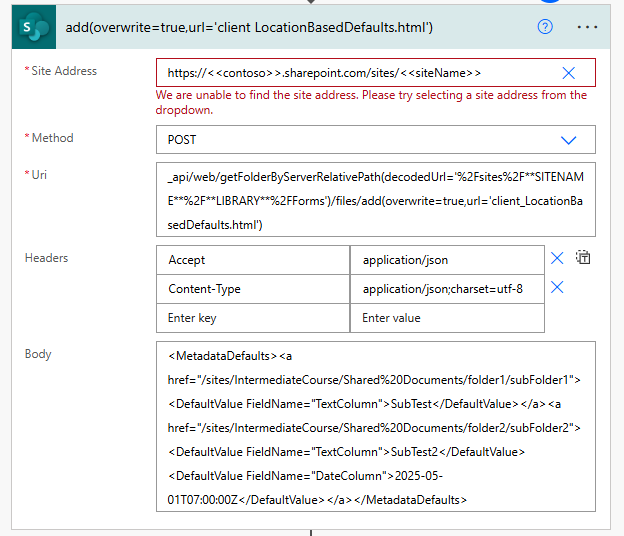 add(overwrite=true,url='client LocationBasedDefaults.html')
* Site Address
https://<<contoso>>.sharepoint.com/sites/<<siteName>>
We are unable to find the site address. Please try selecting a site address from the
dropdown.
* Method
POST
* Uri
_api/web/getFolderByServerRelativePath(decodedUrl='%2Fsites%2F**SITENAM
E**%2F**LIBRARY**%2FForms')/files/add(overwrite=true,url='client_LocationBa
sedDefaults.html')
Headers
Accept application/json
Content-Type application/json;charset=utf-8
Enter key Enter value
Body
<MetadataDefaults><a
href="/sites/IntermediateCourse/Shared%20Documents/folder1/subFolder1">
<DefaultValue FieldName="TextColumn">SubTest</DefaultValue></a><a
href="/sites/IntermediateCourse/Shared%20Documents/folder2/subFolder2">
<DefaultValue FieldName="TextColumn">SubTest2</DefaultValue>
<DefaultValue FieldName="DateColumn">2025-05-
01T07:00:00Z</DefaultValue></a></MetadataDefaults>